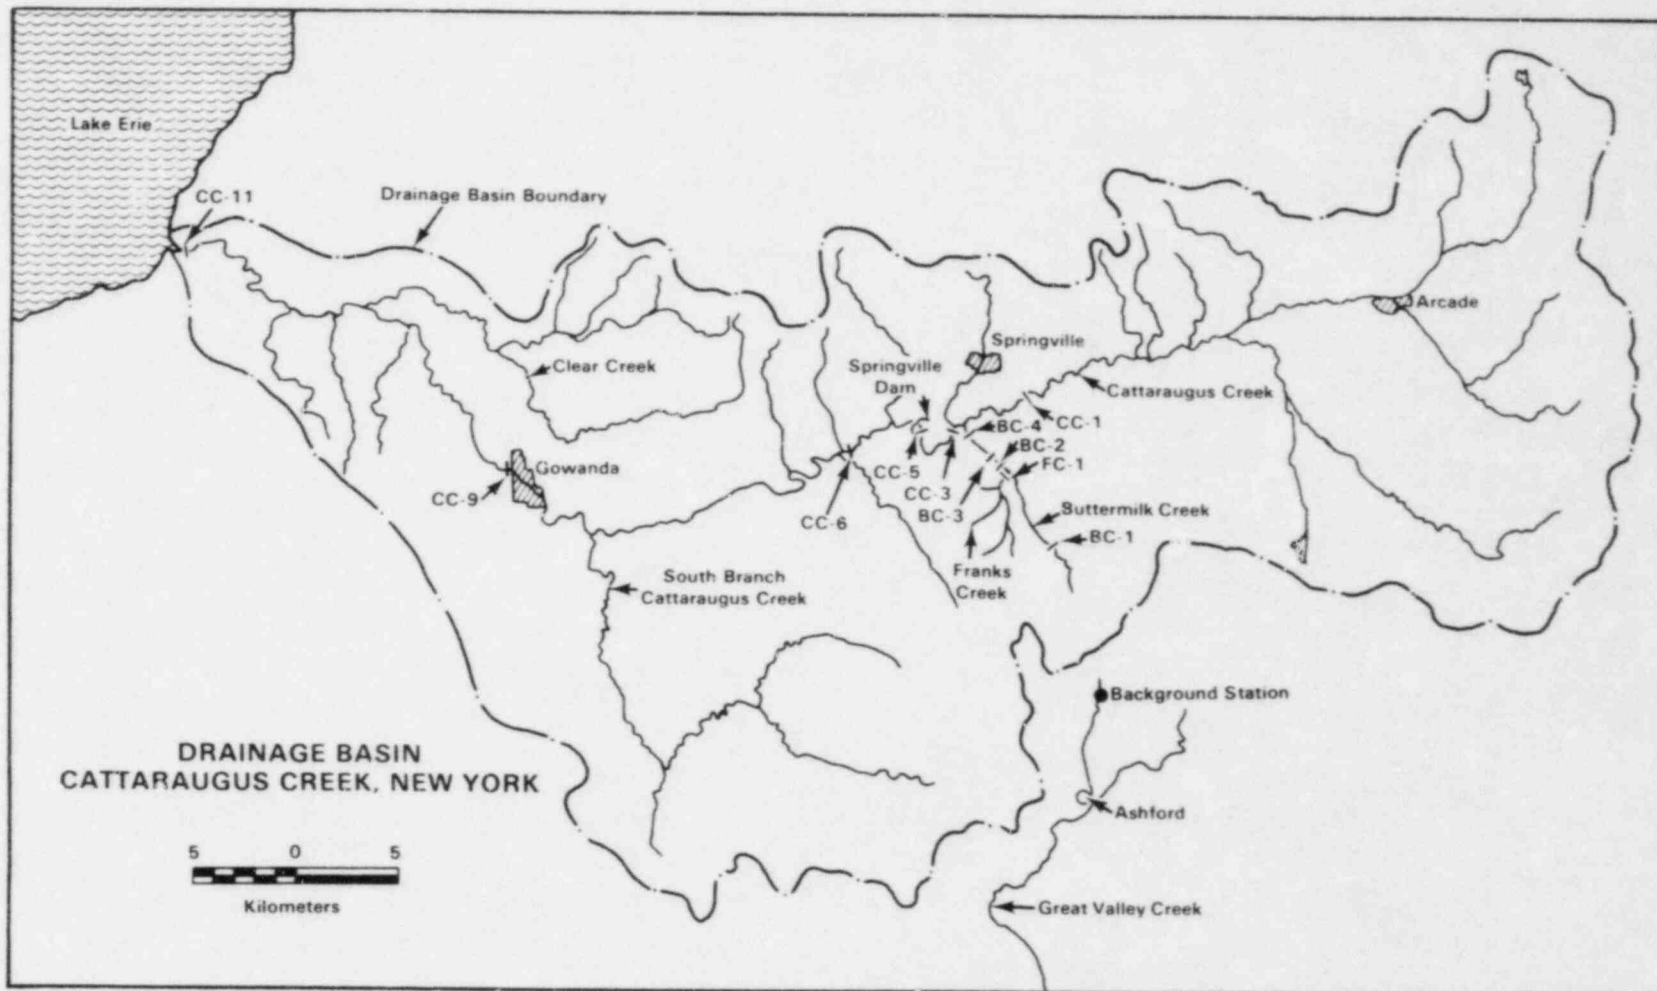 Lake Erie
CC-11
Drainage Basin Boundary
Arcade
Springville
Springville
Dam
Clear Creek
Cattaraugus Creek
CC-1
BC-4
BC-2
FC-1
Gowanda
CC-9
CC-5
CC-3
BC-3
CC-6
Buttermilk Creek
BC-1
Franks
Creek
South Branch
Cattaraugus Creek
Background Station
DRAINAGE BASIN
CATTARAUGUS CREEK, NEW YORK
Ashford
5 0 5
Kilometers
Great Valley Creek